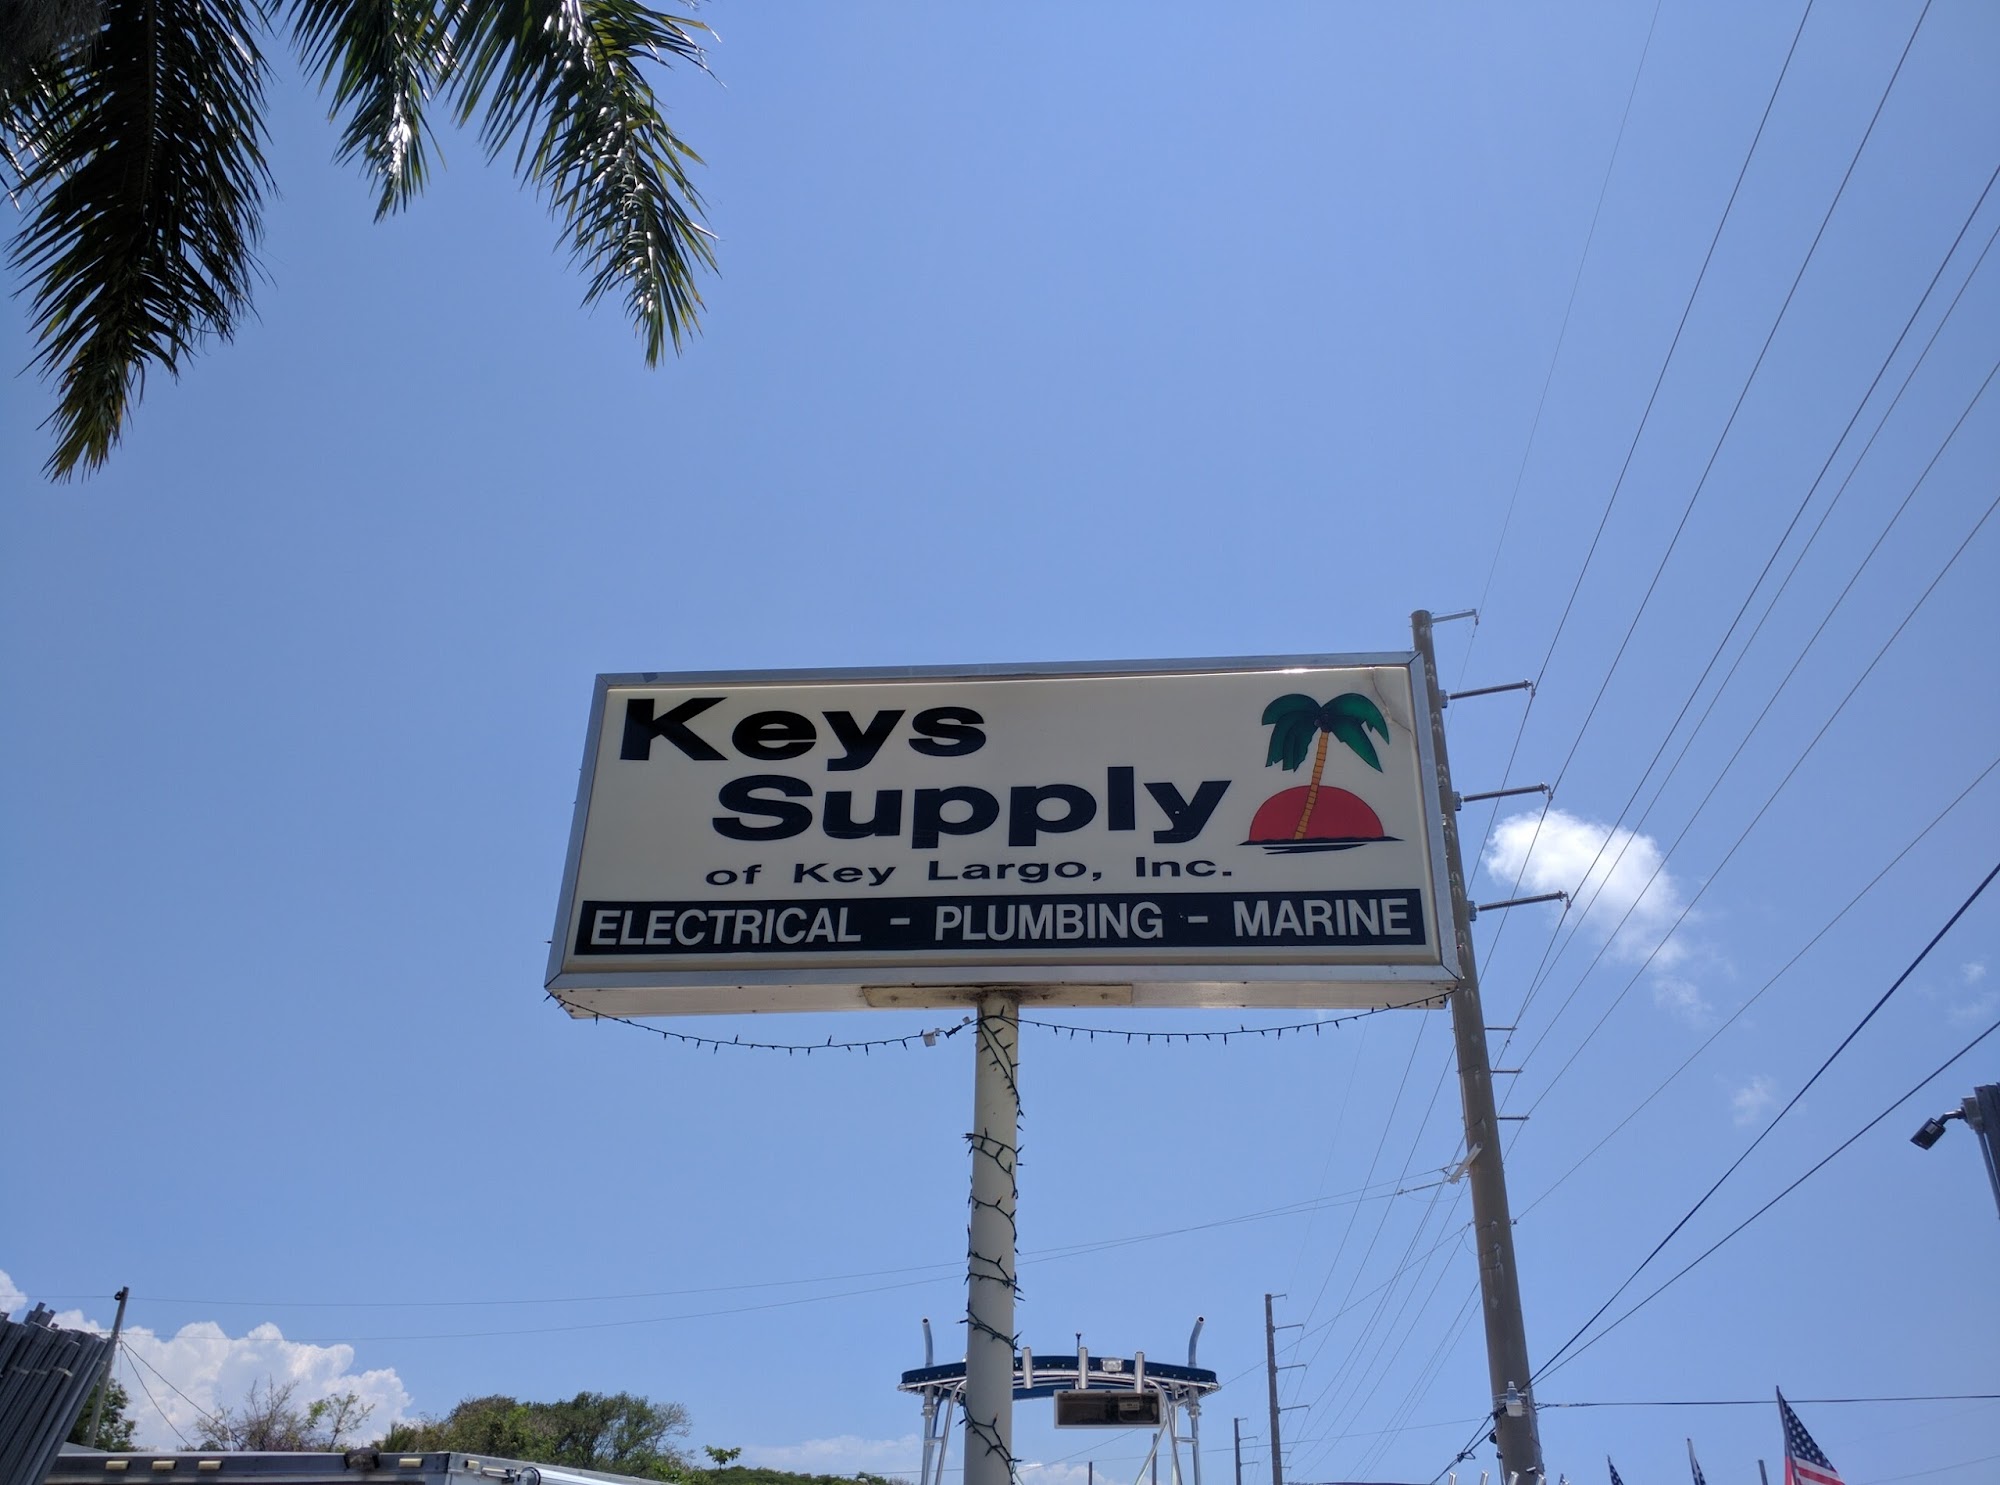 Keys
Supply
of Key Largo, Inc.
ELECTRICAL - PLUMBING - MARINE